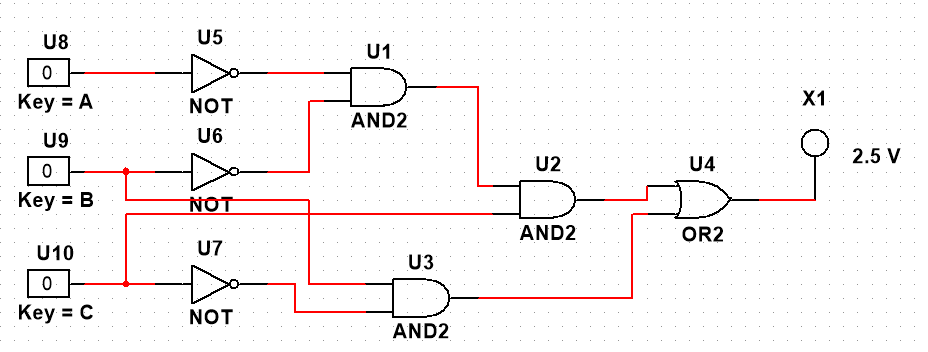 U8
0
Key = A
U5
NOT
U1
AND2
U9
0
Key = B
U6
NOT
U2
AND2
U4
OR2
X1
2.5 V
U10
0
Key = C
U7
NOT
U3
AND2